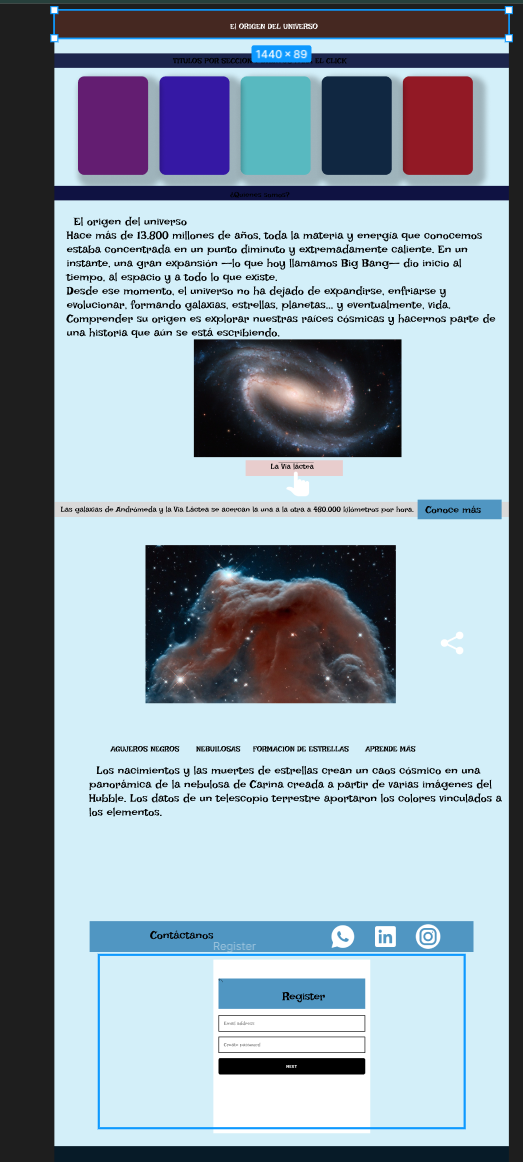 El ORIGEN DEL UNIVERSO
1440 × 89
TITULOS POR SECCION EL CLICK
¿Quienes somos?
El origen del universo
Hace más de 13.800 millones de años, toda la materia y energía que conocemos
estaba concentrada en un punto diminuto y extremadamente caliente. En un
instante, una gran expansión —lo que hoy llamamos Big Bang— dio inicio al
tiempo, al espacio y a todo lo que existe.
Desde ese momento, el universo no ha dejado de expandirse, enfriarse y
evolucionar, formando galaxias, estrellas, planetas... y eventualmente, vida.
Comprender su origen es explorar nuestras raíces cósmicas y hacernos parte de
una historia que aún se está escribiendo.
La Vía láctea
Las galaxias de Andrómeda y la Vía Láctea se acercan la una a la otra a 480.000 kilómetros por hora.
Conoce más
AGUJEROS NEGROS NEBUILOSAS FORMACION DE ESTRELLAS APRENDE MAS
Los nacimientos y las muertes de estrellas crean un caos cósmico en una
panorámica de la nebulosa de Carina creada a partir de varias imágenes del
Hubble. Los datos de un telescopio terrestre aportaron los colores vinculados a
los elementos.
Contáctanos
in
Register
Register
Email address
Create password
NEXT